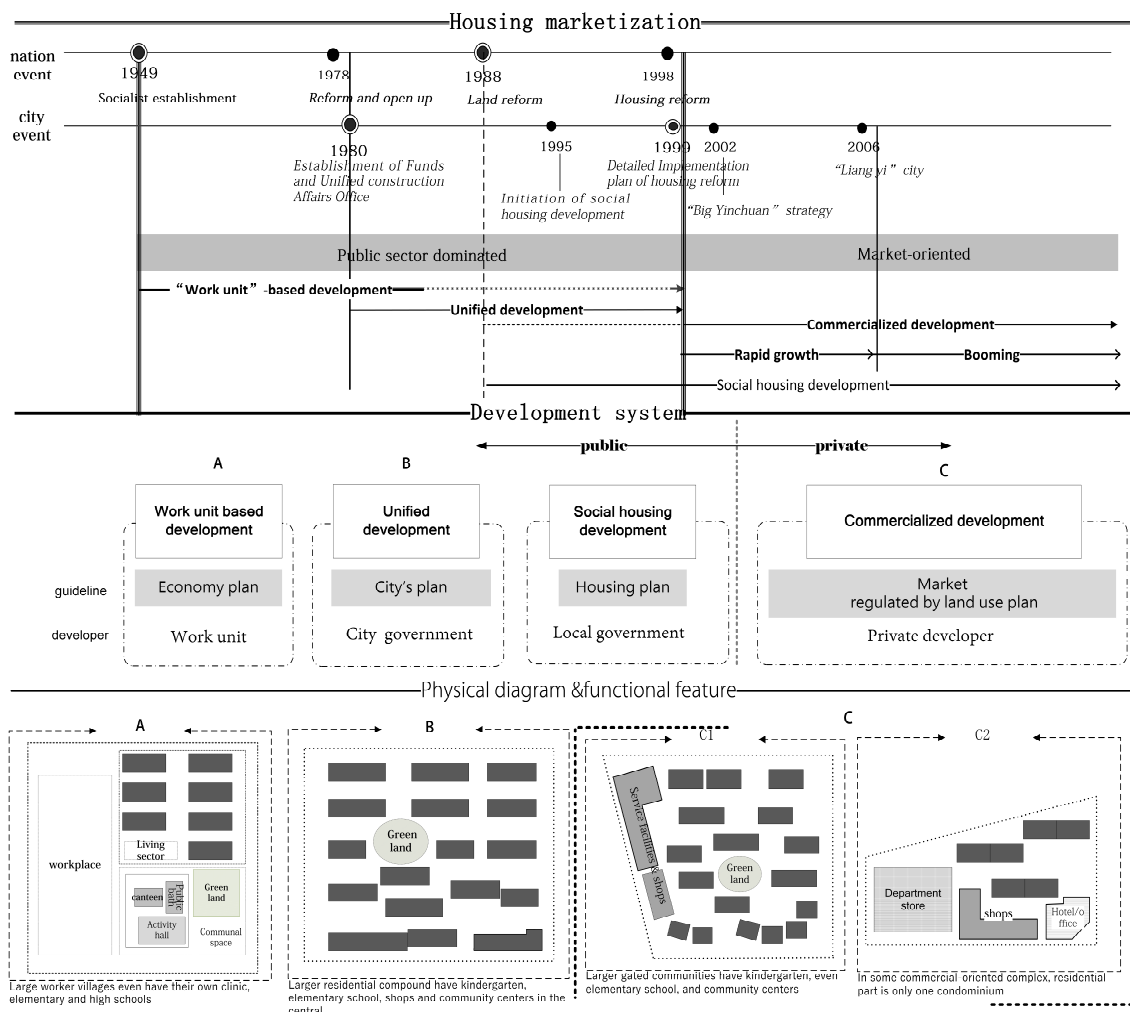 Housing marketization
nation
event
1949
1978
1988
1998
Socialist establishment
Reform and open up
Land reform
Housing reform
city
event
1980
1995
1999
2002
2006
Establishment of Funds
and Unified construction
Affairs Office
Initiation of social
housing development
Detailed Implementation
plan of housing reform
“Big Yinchuan” strategy
“Liang yi” city
Public sector dominated
Market-oriented
“Work unit” -based development
Unified development
Commercialized development
Rapid growth
Booming
Social housing development
Development system
public
private
A
B
C
Work unit based
development
Unified
development
Social housing
development
Commercialized development
guideline
Economy plan
City's plan
Housing plan
Market
regulated by land use plan
developer
Work unit
City government
Local government
Private developer
Physical diagram &functional feature
A
B
C
C1
C2
workplace
Living
sector
canteen
Public
bath
Activity
hall
Green
land
Communal
space
Green
land
Service facilities & shops
Green
land
Department
store
shops
Hotel/o
ffice
Large worker villages even have their own clinic,
elementary and high schools
Larger residential compound have kindergarten,
elementary school, shops and community centers in the
central
Larger gated communities have kindergarten, even
elementary school, and community centers
In some commercial-oriented complex, residential
part is only one condominium